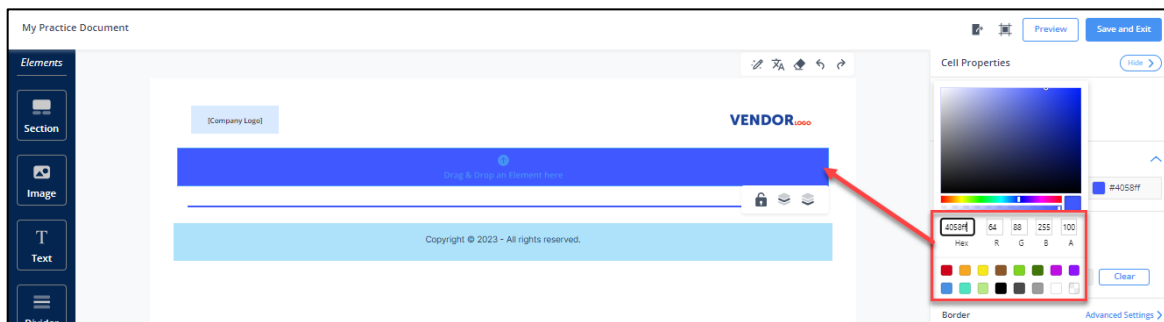 My Practice Document
Preview
Save and Exit
Elements
Section
Image
Text
Divider
[Company Logo]
VENDOR LOGO
Drag & Drop an Element here
Copyright © 2023 - All rights reserved.
Cell Properties
Hide
#4058ff
4058ff 64 88 255 100
Hex R G B A
Clear
Border
Advanced Settings